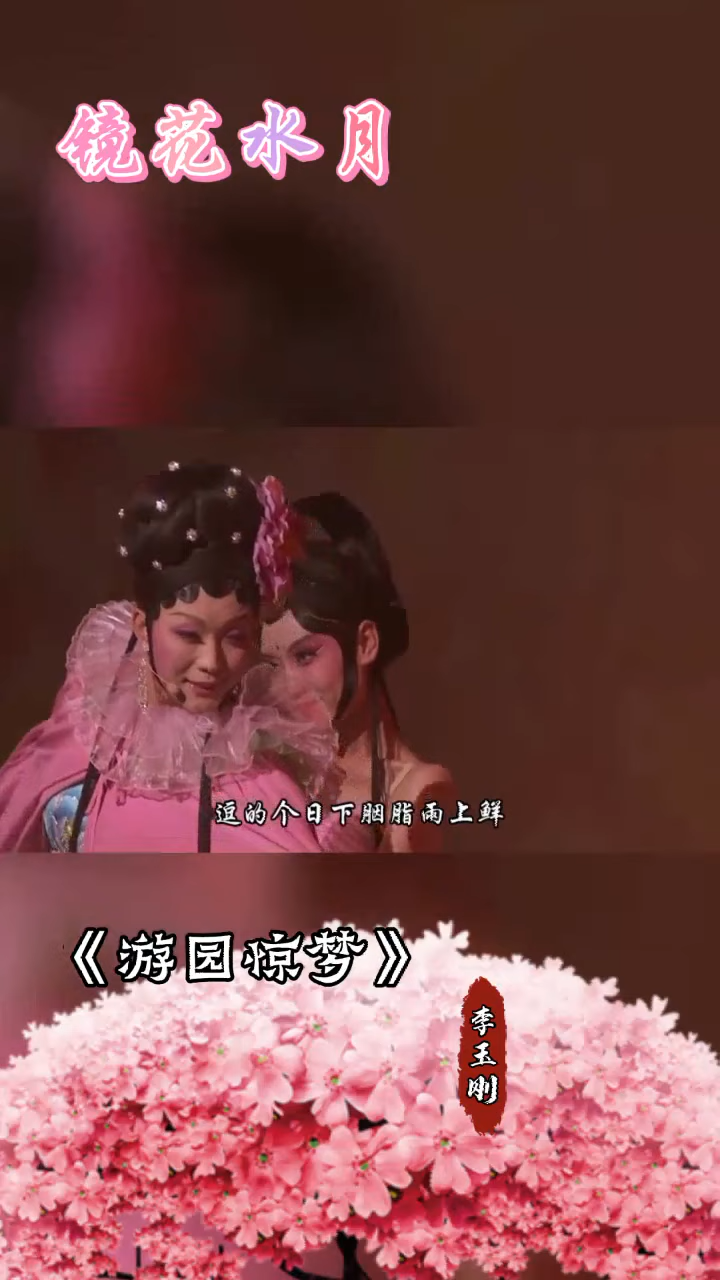 镜花水月
逗的个日下胭脂雨上鲜
《游园惊梦》
李玉刚